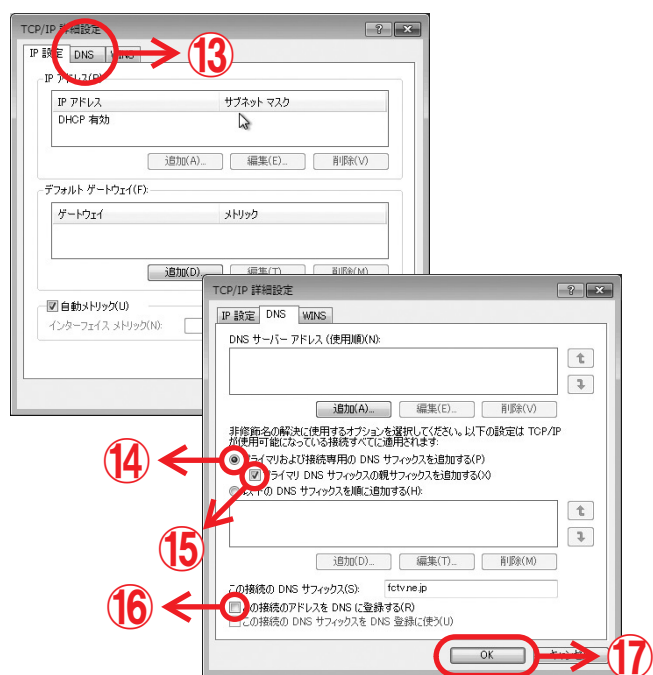 TCP/IP 詳細設定
IP 設定 DNS WINS
⑬
IP アドレス(R)
IP アドレス サブネット マスク
DHCP 有効
追加(A)... 編集(E)... 削除(V)
デフォルト ゲートウェイ(F):
ゲートウェイ メトリック
追加(D)... 編集(T)... 削除(M)
自動メトリック(U)
インターフェイス メトリック(N):
TCP/IP 詳細設定
IP 設定 DNS WINS
DNS サーバー アドレス (使用順)(N):
追加(A)... 編集(E)... 削除(V)
非修飾名の解決に使用するオプションを選択してください。以下の設定は TCP/IP
が使用可能になっている接続すべてに適用されます:
⑭
プライマリおよび接続専用の DNS サフィックスを追加する(P)
プライマリ DNS サフィックスの親サフィックスを追加する(X)
以下の DNS サフィックスを順に追加する(H):
⑮
追加(D)... 編集(T)... 削除(M)
この接続の DNS サフィックス(S): fctv.ne.jp
⑯
この接続のアドレスを DNS に登録する(R)
この接続の DNS サフィックスを DNS 登録に使う(U)
OK キャンセル
⑰